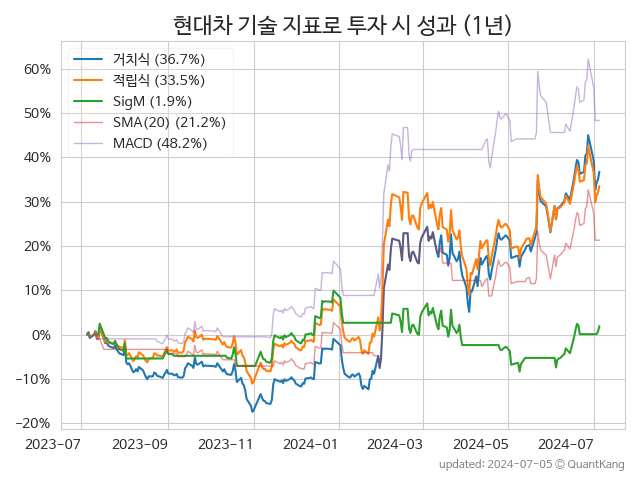 현대차 기술 지표로 투자 시 성과 (1년)
거치식 (36.7%)
적립식 (33.5%)
SigM (1.9%)
SMA(20) (21.2%)
MACD (48.2%)
60%
50%
40%
30%
20%
10%
0%
−10%
−20%
2023-07 2023-09 2023-11 2024-01 2024-03 2024-05 2024-07
updated: 2024-07-05 © QuantKang